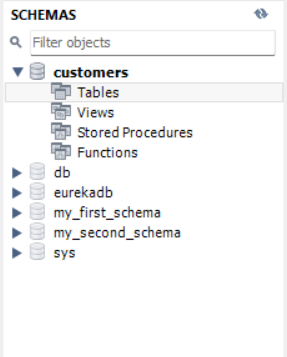 SCHEMAS
Filter objects
customers
Tables
Views
Stored Procedures
Functions
db
eurekadb
my_first_schema
my_second_schema
sys